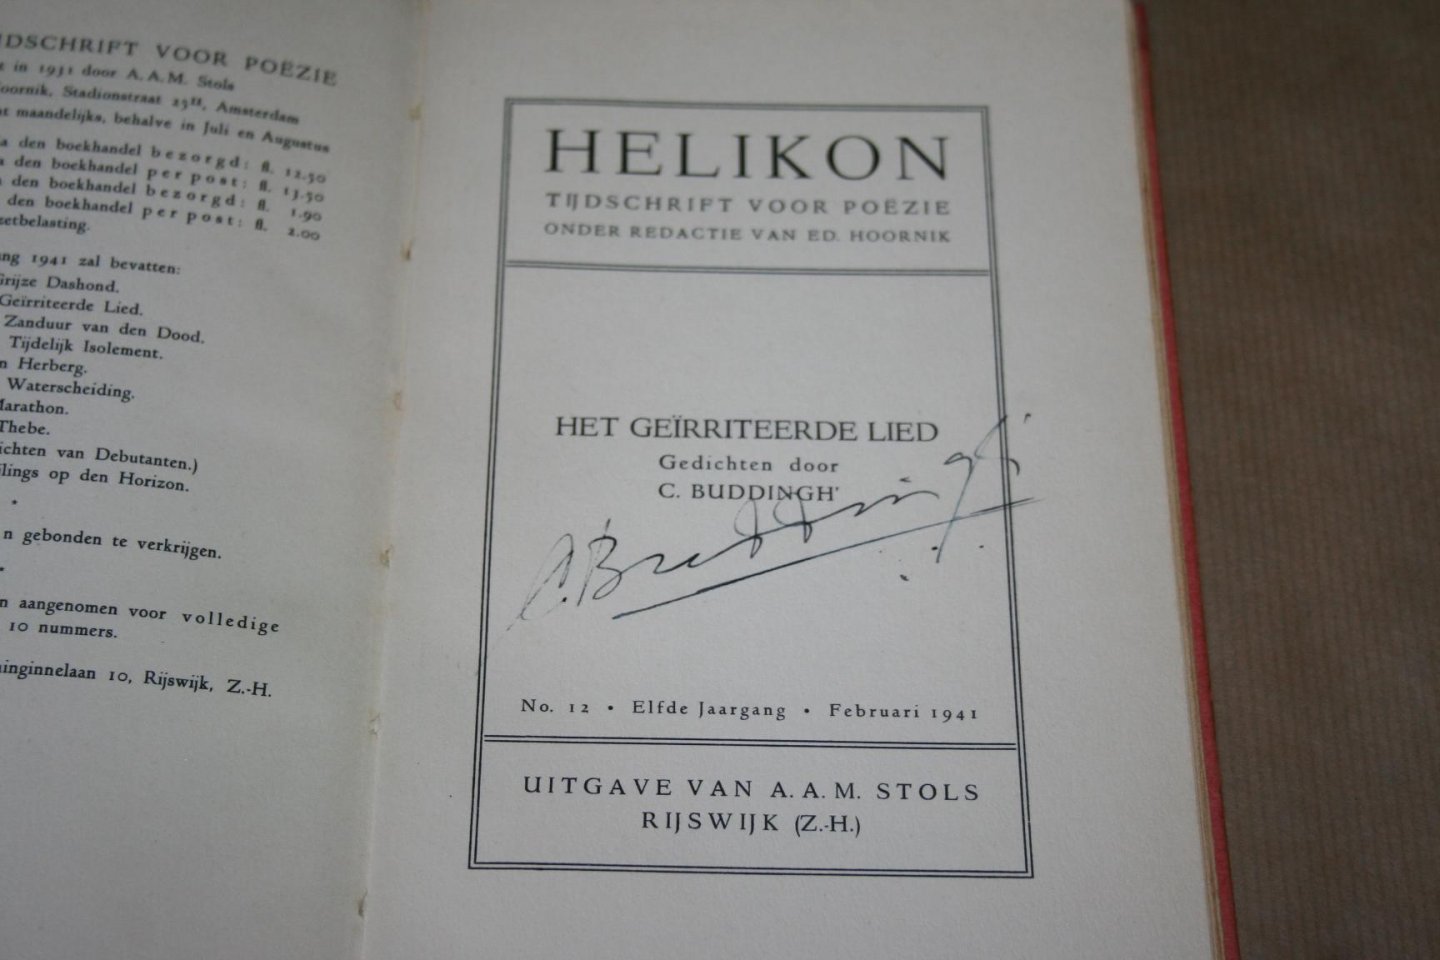 TIJDSCHRIFT VOOR POËZIE
in 1931 door A. A. M. Stols
Hoornik, Stadionstraat 23II, Amsterdam
maandelijks, behalve in Juli en Augustus
den boekhandel bezorgd: fl. 12.50
den boekhandel per post: fl. 13.50
den boekhandel bezorgd: fl. 1.90
den boekhandel per post: fl. 2.00
zetbelasting.
1941 zal bevatten:
Grijze Dashond.
Geïrriteerde Lied.
Zanduur van den Dood.
Tijdelijk Isolement.
Herberg.
Waterscheiding.
Marathon.
Thebe.
ichten van Debutanten.)
lings op den Horizon.
n gebonden te verkrijgen.
n aangenomen voor volledige
10 nummers.
inginnelaan 10, Rijswijk, Z.-H.
HELIKON
TIJDSCHRIFT VOOR POËZIE
ONDER REDACTIE VAN ED. HOORNIK
HET GEÏRRITEERDE LIED
Gedichten door
C. BUDDINGH'
C. Buddingh'
No. 12 • Elfde Jaargang • Februari 1941
UITGAVE VAN A. A. M. STOLS
RIJSWIJK (Z.-H.)